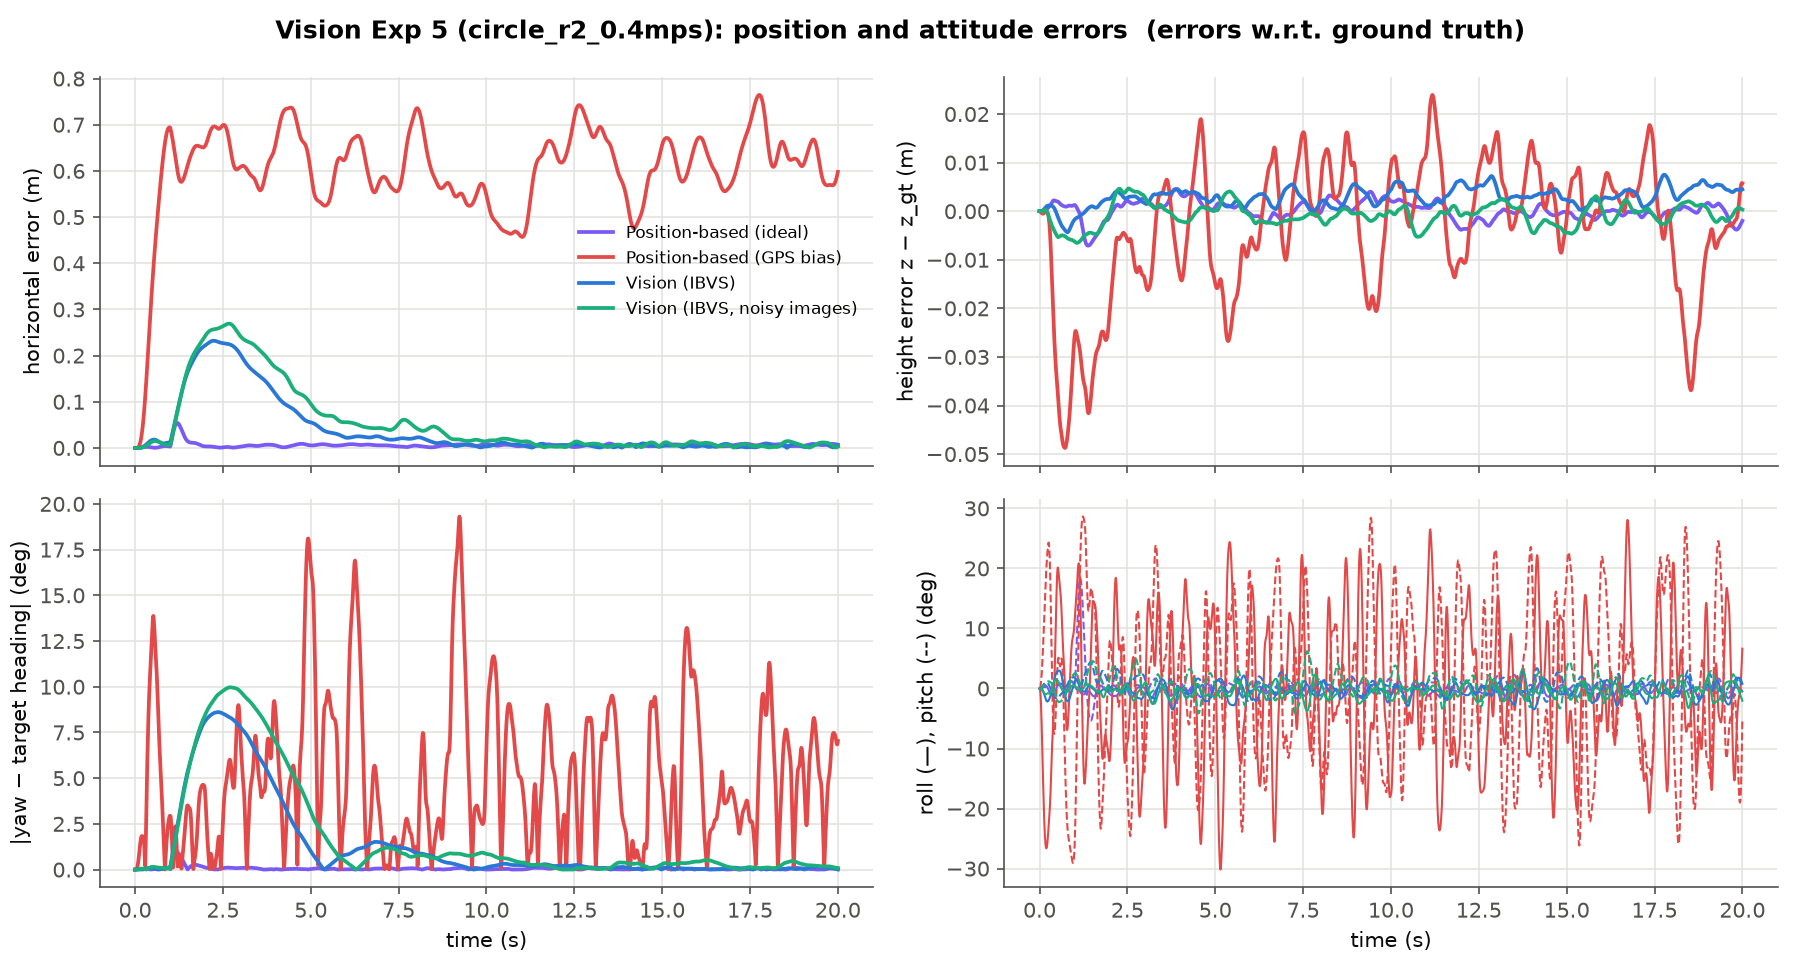 Vision Exp 5 (circle_r2_0.4mps): position and attitude errors  (errors w.r.t. ground truth)
horizontal error (m)
0.8
0.7
0.6
0.5
0.4
0.3
0.2
0.1
0.0
Position-based (ideal)
Position-based (GPS bias)
Vision (IBVS)
Vision (IBVS, noisy images)
height error z − z_gt (m)
0.02
0.01
0.00
−0.01
−0.02
−0.03
−0.04
−0.05
|yaw − target heading| (deg)
20.0
17.5
15.0
12.5
10.0
7.5
5.0
2.5
0.0
0.0 2.5 5.0 7.5 10.0 12.5 15.0 17.5 20.0
time (s)
roll (—), pitch (--) (deg)
30
20
10
0
−10
−20
−30
0.0 2.5 5.0 7.5 10.0 12.5 15.0 17.5 20.0
time (s)